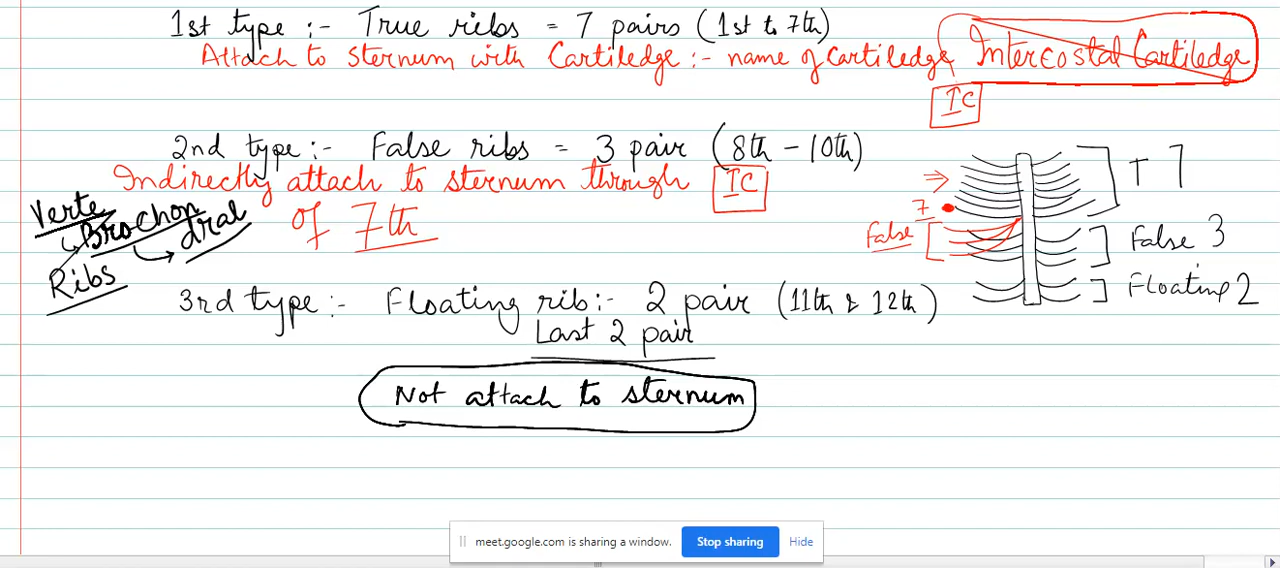 1st type :- True ribs = 7 pairs (1st to 7th)
Attach to sternum with Cartiledge :- name of Cartiledge Intercostal Cartiledge
IC
2nd type :- False ribs = 3 pair (8th - 10th)
Indirectly attach to sternum through IC
of 7th
Verte
Brochon
dral
Ribs
T 7
7
False
False 3
Floating 2
3rd type :- Floating rib :- 2 pair (11th & 12th)
Last 2 pair
Not attach to sternum
meet.google.com is sharing a window. Stop sharing Hide